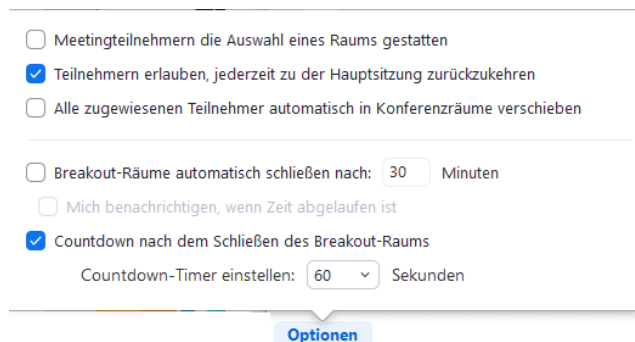 Meetingteilnehmern die Auswahl eines Raums gestatten
Teilnehmern erlauben, jederzeit zu der Hauptsitzung zurückzukehren
Alle zugewiesenen Teilnehmer automatisch in Konferenzräume verschieben
Breakout-Räume automatisch schließen nach: 30 Minuten
Mich benachrichtigen, wenn Zeit abgelaufen ist
Countdown nach dem Schließen des Breakout-Raums
Countdown-Timer einstellen: 60 Sekunden
Optionen